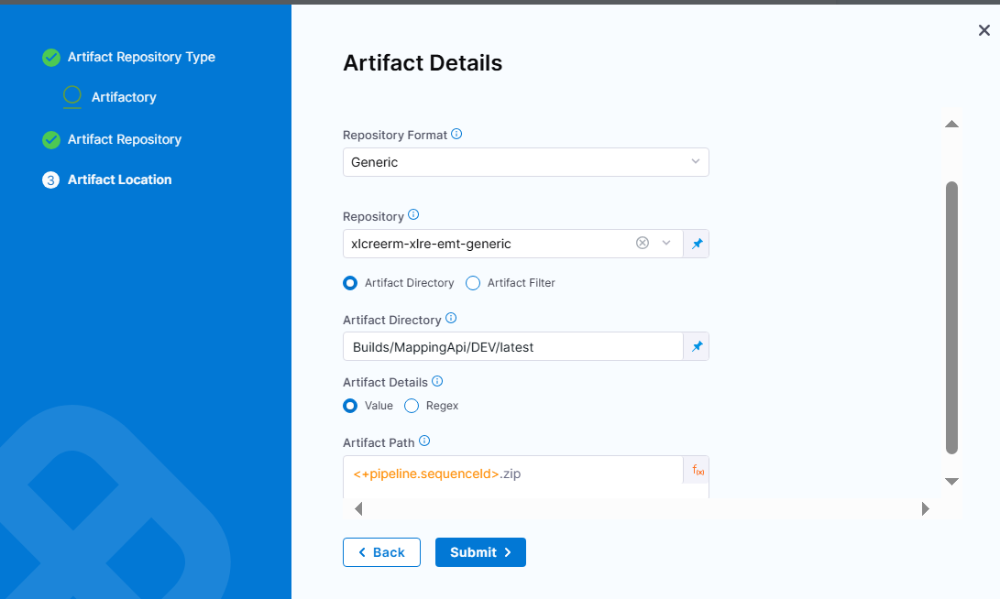 Artifact Repository Type
Artifactory
Artifact Repository
3 Artifact Location
Artifact Details
Repository Format
Generic
Repository
xlcreerm-xlre-emt-generic
Artifact Directory Artifact Filter
Artifact Directory
Builds/MappingApi/DEV/latest
Artifact Details
Value Regex
Artifact Path
<+pipeline.sequenceId>.zip
f(x)
Back Submit